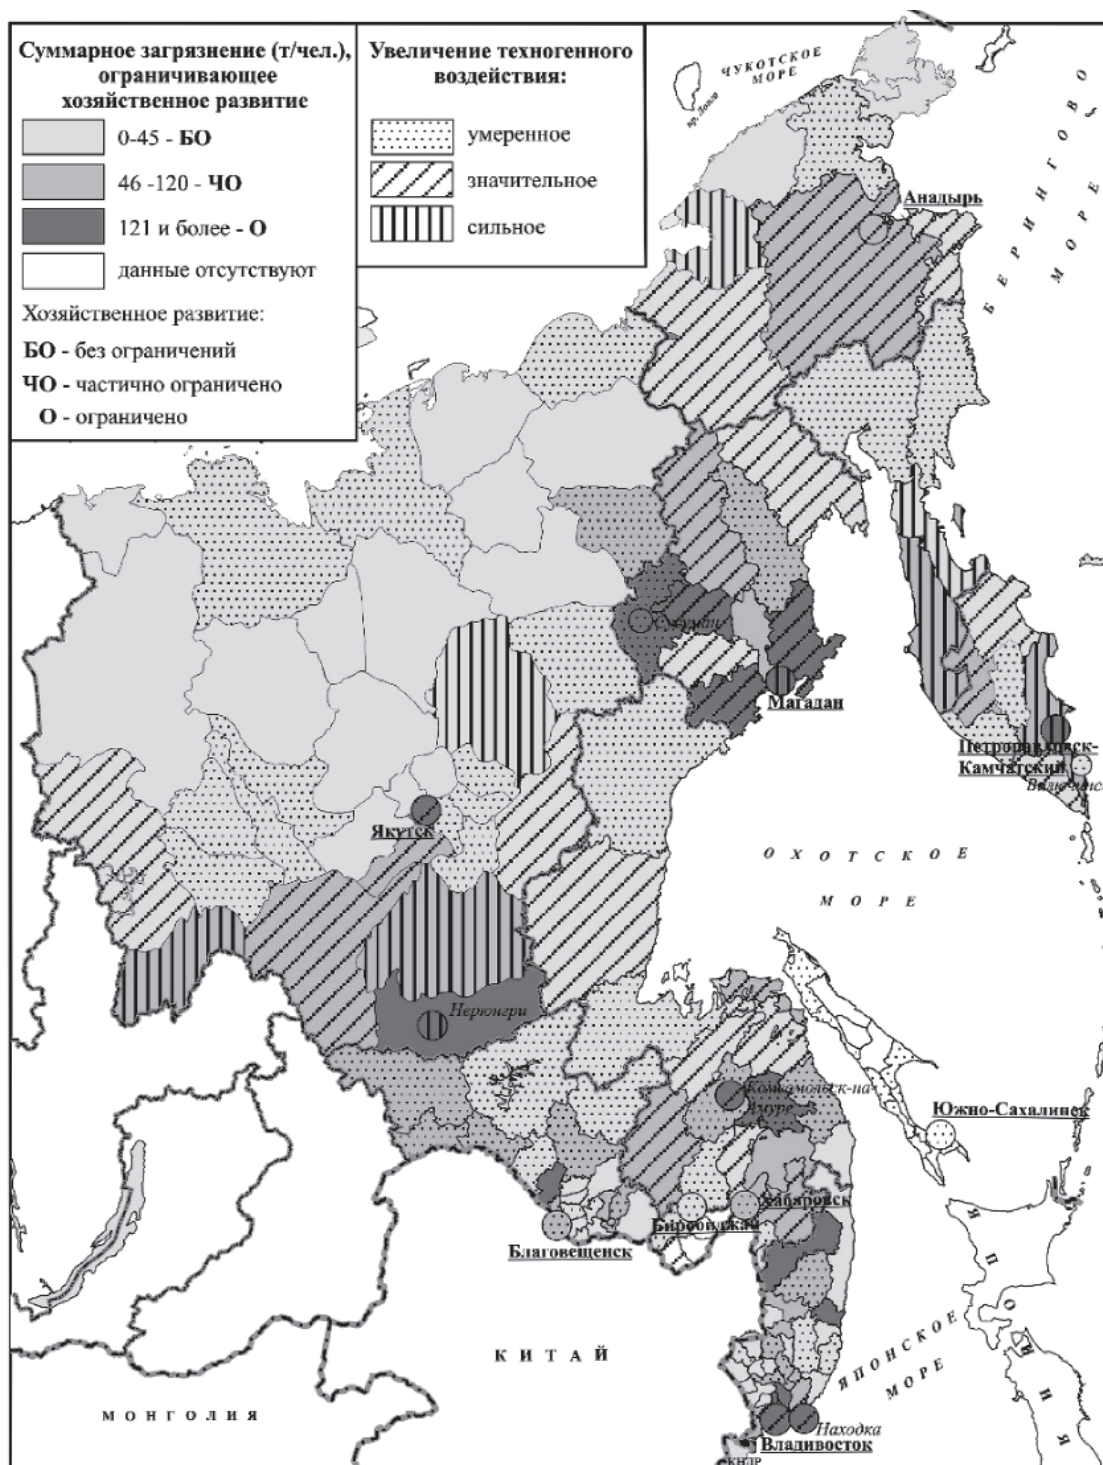 Суммарное загрязнение (т/чел.),
ограничивающее
хозяйственное развитие
0-45 - БО
46 -120 - ЧО
121 и более - О
данные отсутствуют
Хозяйственное развитие:
БО - без ограничений
ЧО - частично ограничено
О - ограничено
Увеличение техногенного
воздействия:
умеренное
значительное
сильное
ЧУКОТСКОЕ
МОРЕ
БЕРИНГОВО
МОРЕ
Анадырь
Сусуман
Магадан
Петропавловск-
Камчатский
Якутск
ОХОТСКОЕ
МОРЕ
Нерюнгри
Комсомольск-на-
Амуре
Южно-Сахалинск
Хабаровск
Биробиджан
Благовещенск
ЯПОНИЯ
КИТАЙ
ЯПОНСКОЕ
МОРЕ
МОНГОЛИЯ
Находка
Владивосток
КНДР